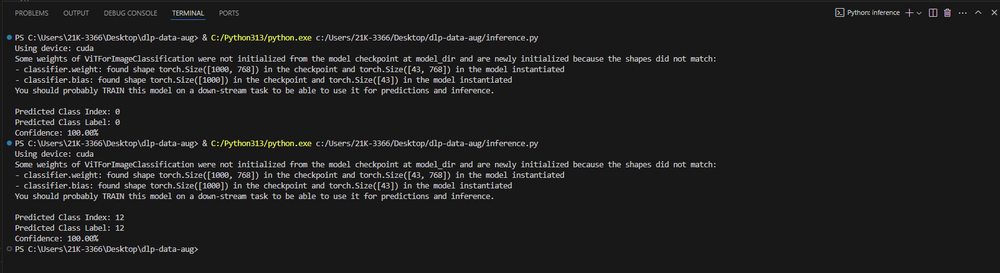 PROBLEMS OUTPUT DEBUG CONSOLE TERMINAL PORTS Python: inference
PS C:\Users\21K-3366\Desktop\dlp-data-aug> & C:/Python313/python.exe c:/Users/21K-3366/Desktop/dlp-data-aug/inference.py
Using device: cuda
Some weights of ViTForImageClassification were not initialized from the model checkpoint at model_dir and are newly initialized because the shapes did not match:
- classifier.weight: found shape torch.Size([1000, 768]) in the checkpoint and torch.Size([43, 768]) in the model instantiated
- classifier.bias: found shape torch.Size([1000]) in the checkpoint and torch.Size([43]) in the model instantiated
You should probably TRAIN this model on a down-stream task to be able to use it for predictions and inference.
Predicted Class Index: 0
Predicted Class Label: 0
Confidence: 100.00%
PS C:\Users\21K-3366\Desktop\dlp-data-aug> & C:/Python313/python.exe c:/Users/21K-3366/Desktop/dlp-data-aug/inference.py
Using device: cuda
Some weights of ViTForImageClassification were not initialized from the model checkpoint at model_dir and are newly initialized because the shapes did not match:
- classifier.weight: found shape torch.Size([1000, 768]) in the checkpoint and torch.Size([43, 768]) in the model instantiated
- classifier.bias: found shape torch.Size([1000]) in the checkpoint and torch.Size([43]) in the model instantiated
You should probably TRAIN this model on a down-stream task to be able to use it for predictions and inference.
Predicted Class Index: 12
Predicted Class Label: 12
Confidence: 100.00%
PS C:\Users\21K-3366\Desktop\dlp-data-aug>